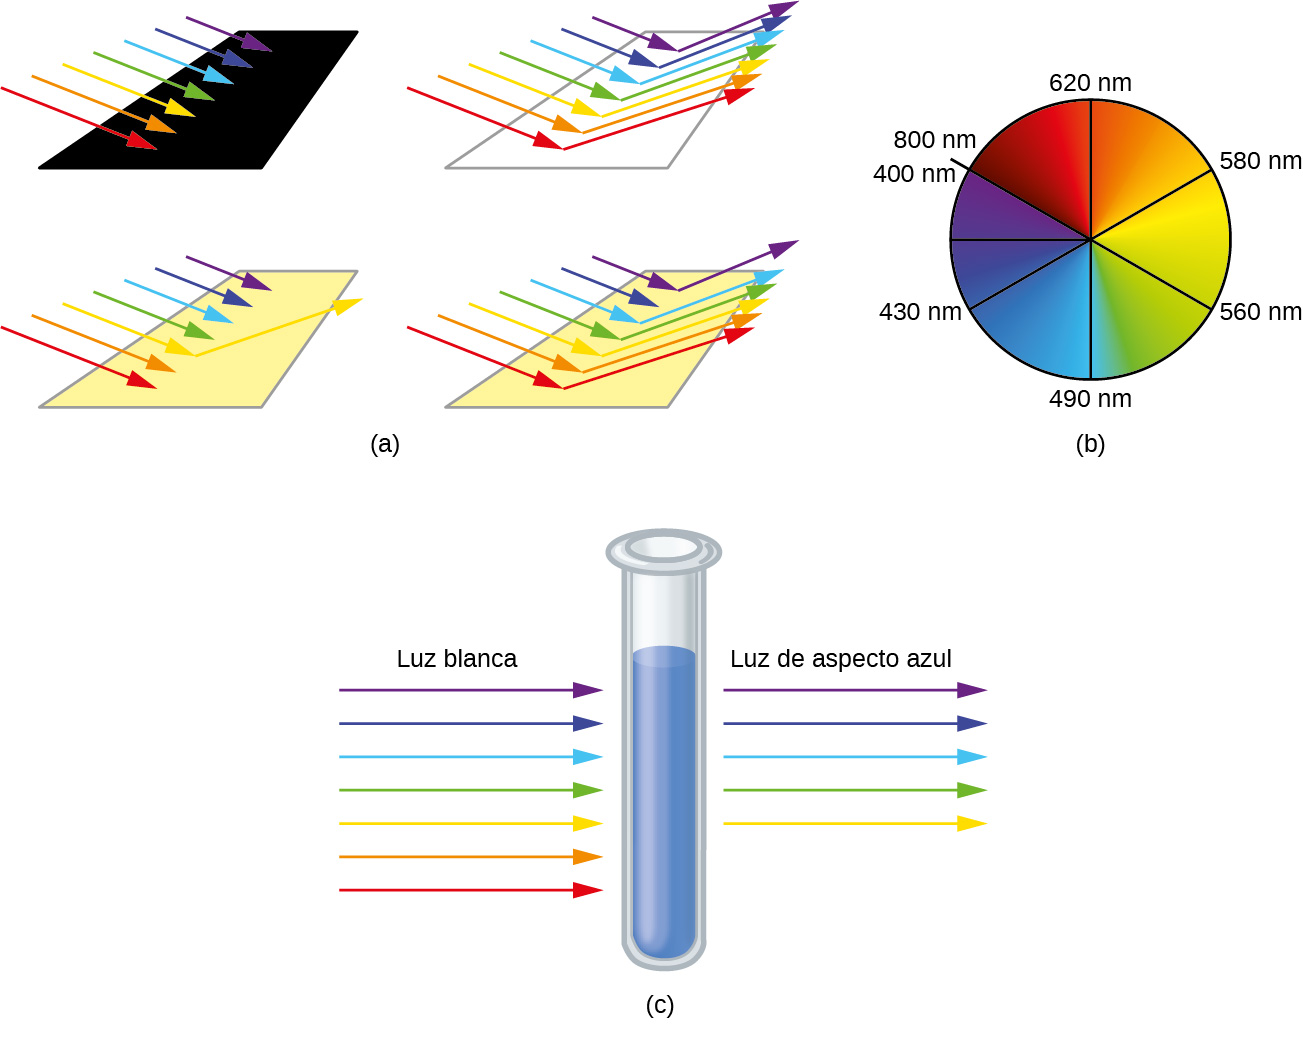 620 nm
800 nm
580 nm
400 nm
430 nm
560 nm
490 nm
(a)
(b)
Luz blanca
Luz de aspecto azul
(c)